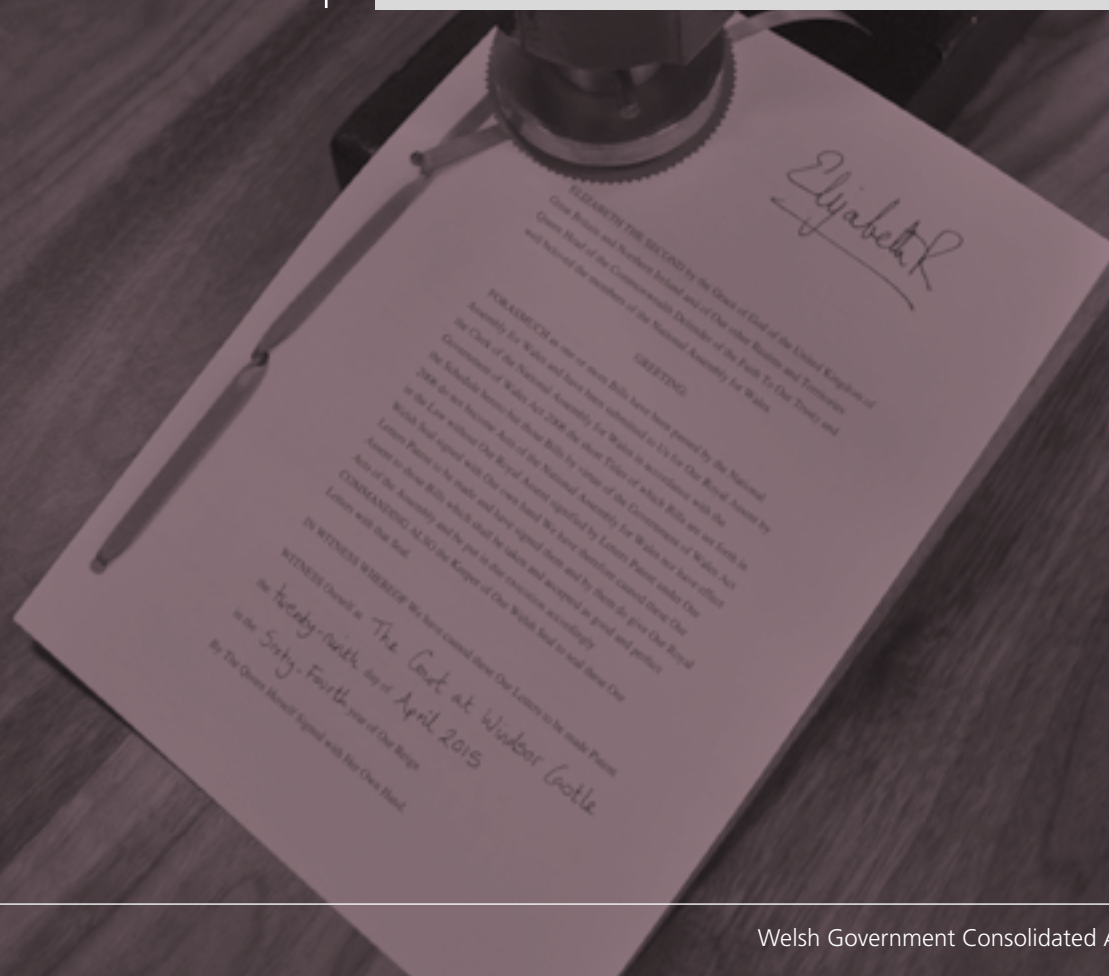 Elizabeth R
ELIZABETH THE SECOND by the Grace of God of the United Kingdom of
Great Britain and Northern Ireland and of Our other Realms and Territories
Queen Head of the Commonwealth Defender of the Faith To Our Trusty and
well beloved the members of the National Assembly for Wales
GREETING:
FORASMUCH as one or more Bills have been passed by the National
Assembly for Wales and have been submitted to Us for Our Royal Assent by
the Clerk of the National Assembly for Wales in accordance with the
Government of Wales Act 2006 the short Titles of which Bills are set forth in
the Schedule hereto but those Bills by virtue of the Government of Wales Act
2006 do not become Acts of the National Assembly for Wales nor have effect
in the Law without Our Royal Assent signified by Letters Patent under Our
Welsh Seal signed with Our own hand We have therefore caused these Our
Letters Patent to be made and have signed them and by them do give Our Royal
Assent to those Bills which shall be taken and accepted as good and perfect
Acts of the Assembly and be put in due execution accordingly
COMMANDING ALSO the Keeper of Our Welsh Seal to seal these Our
Letters with that Seal.
IN WITNESS WHEREOF We have caused these Our Letters to be made Patent
WITNESS Ourself at The Court at Windsor Castle
the twenty-ninth day of April 2015
in the Sixty-Fourth year of Our Reign
By The Queen Herself Signed with Her Own Hand.
Welsh Government Consolidated A